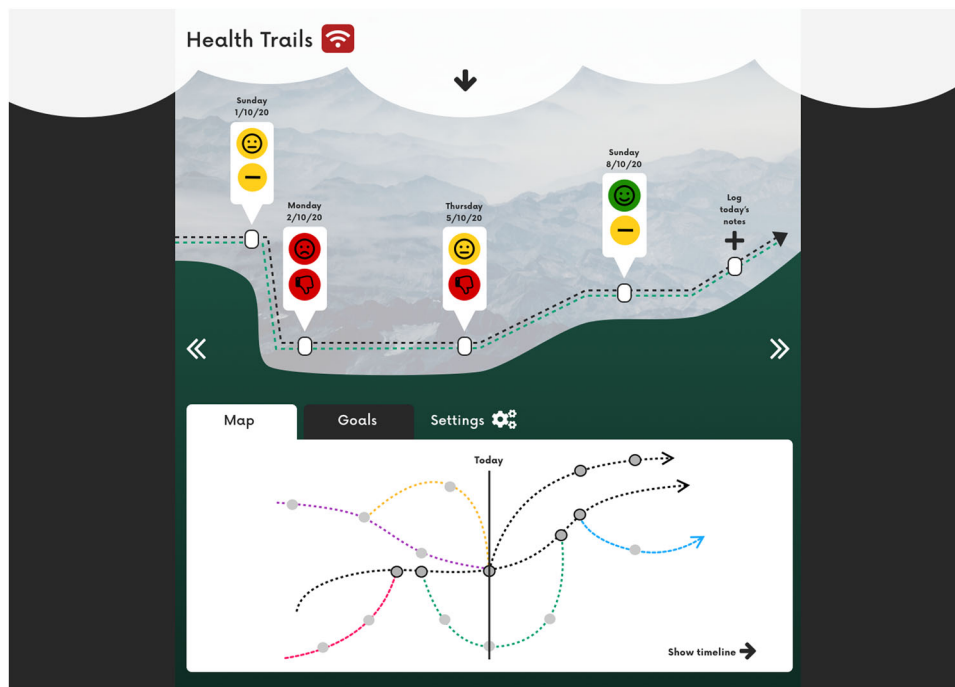 Health Trails
Sunday
1/10/20
Monday
2/10/20
Thursday
5/10/20
Sunday
8/10/20
Log
today's
notes
Map
Goals
Settings
Today
Show timeline